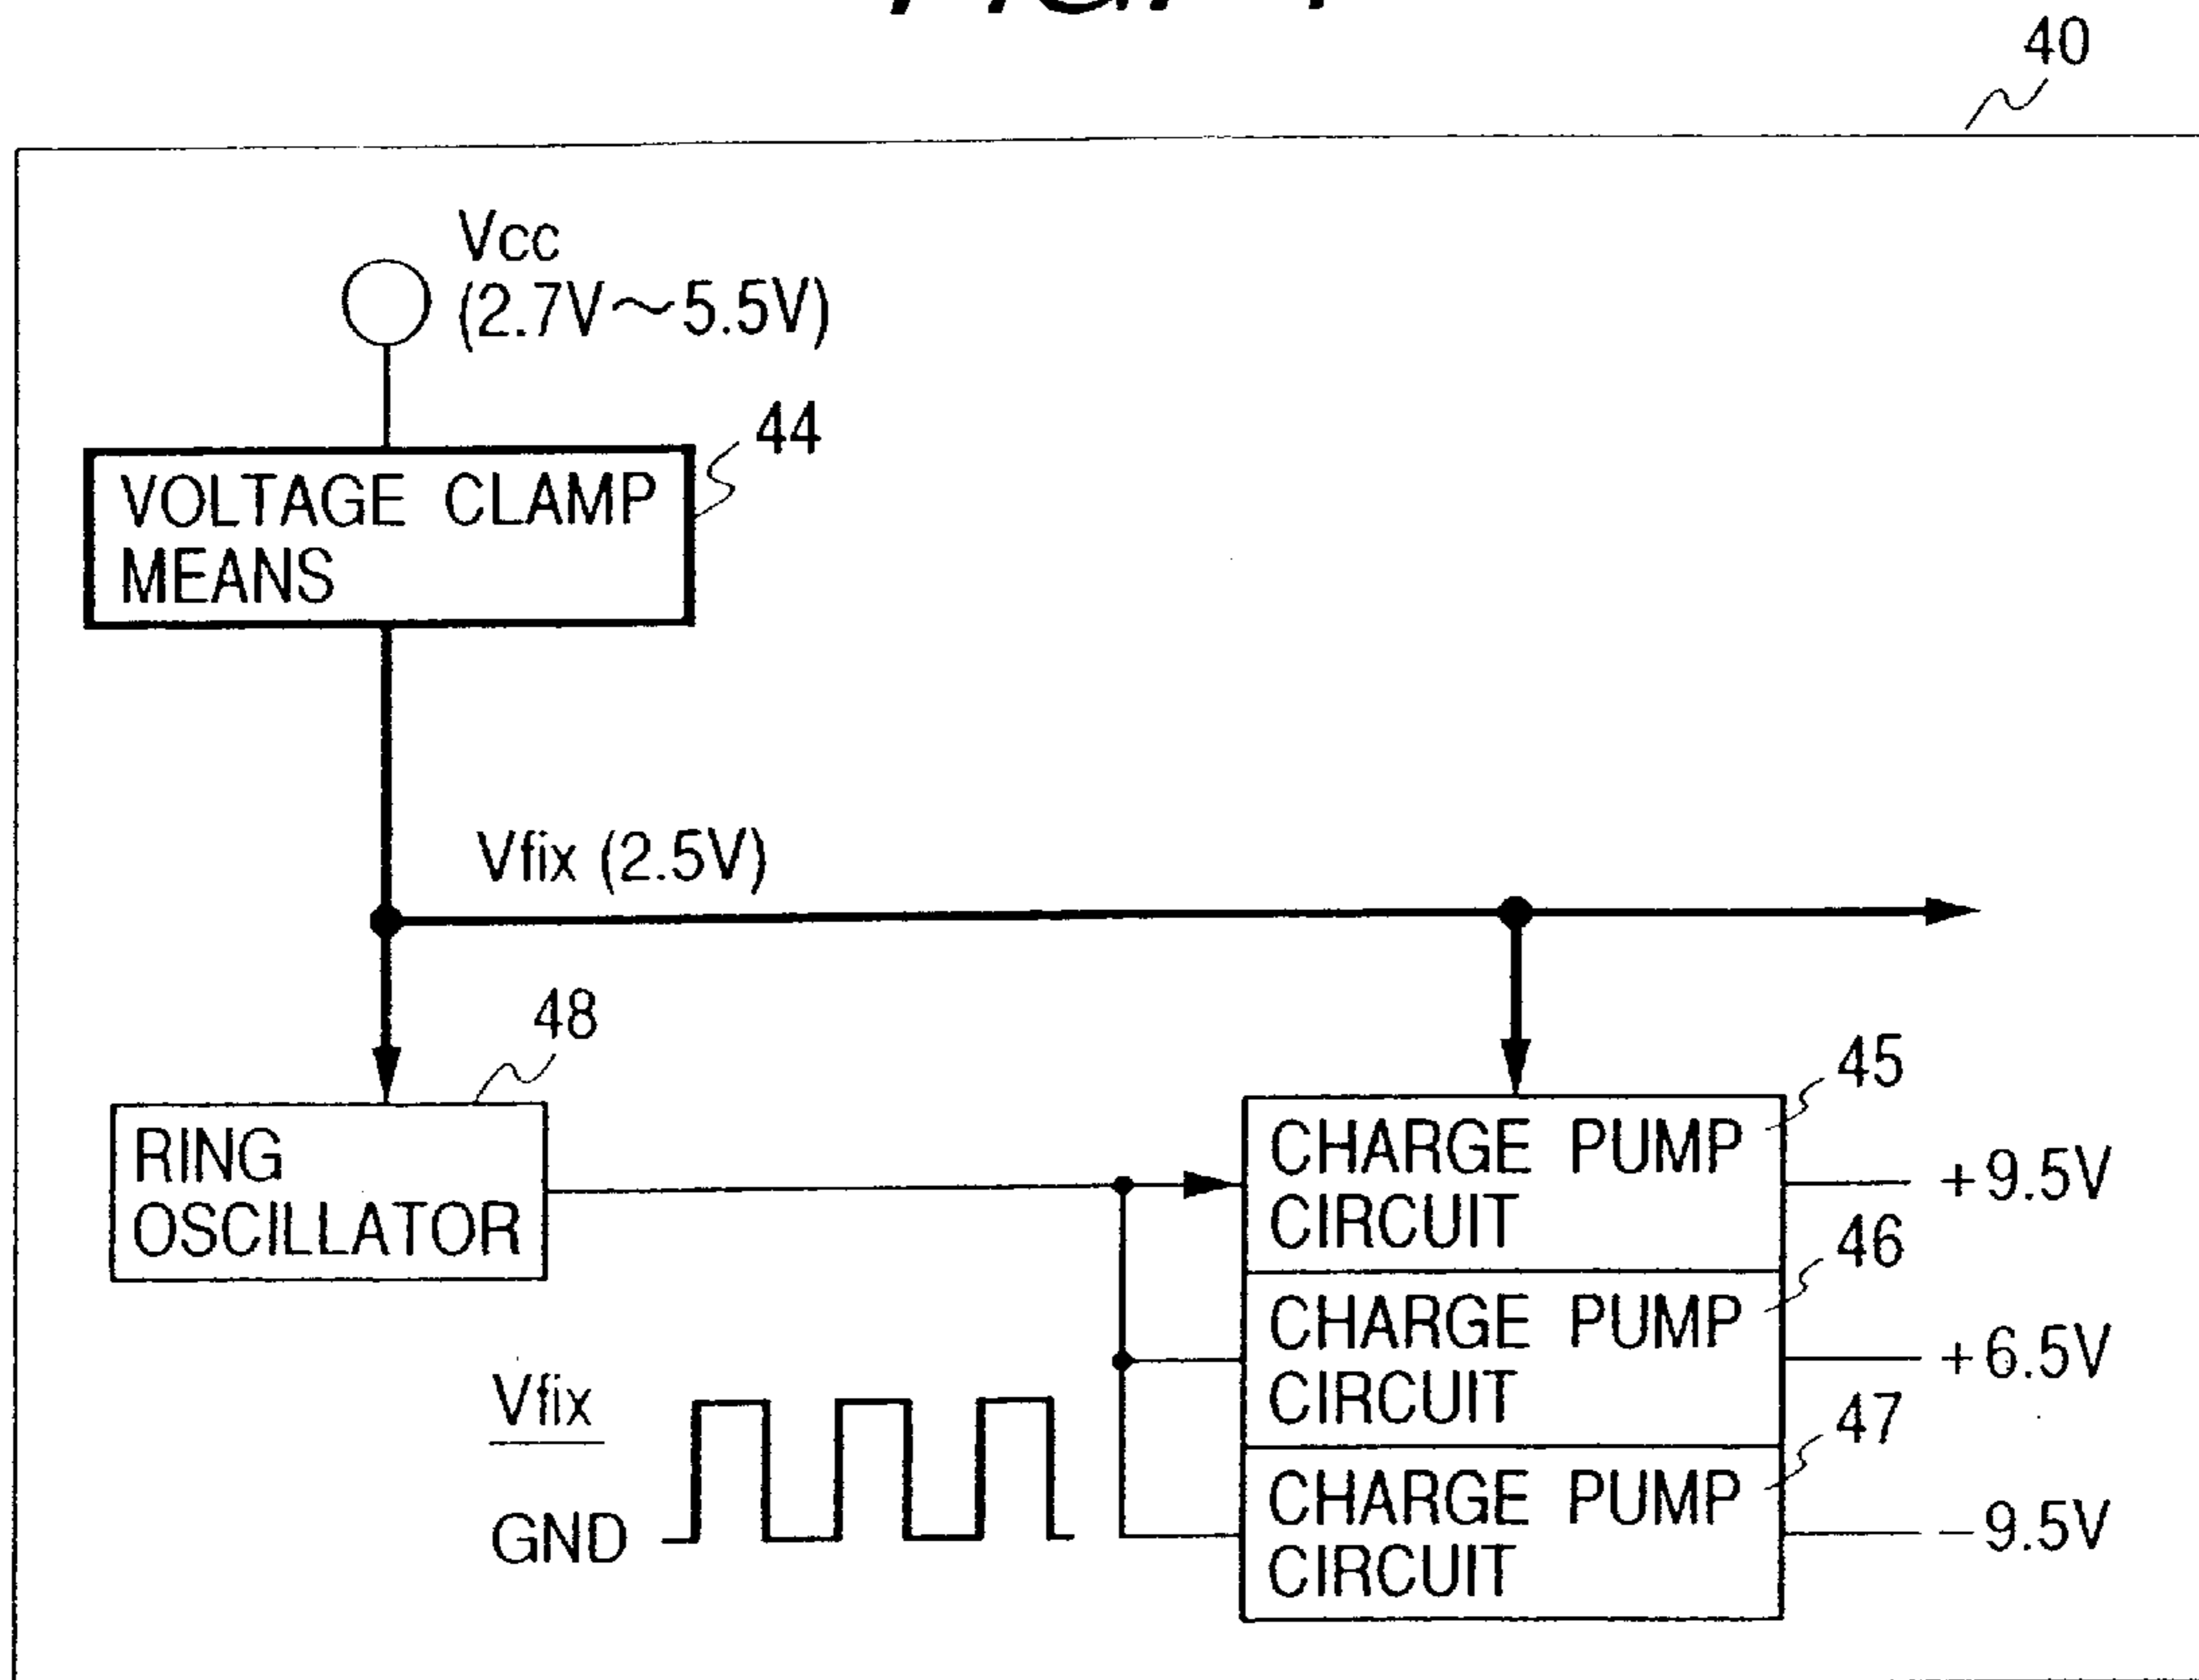 40
Vcc
(2.7V~5.5V)
44
VOLTAGE CLAMP
MEANS
Vfix (2.5V)
48
RING
OSCILLATOR
45
CHARGE PUMP
CIRCUIT
+9.5V
46
CHARGE PUMP
CIRCUIT
+6.5V
47
CHARGE PUMP
CIRCUIT
-9.5V
Vfix
GND